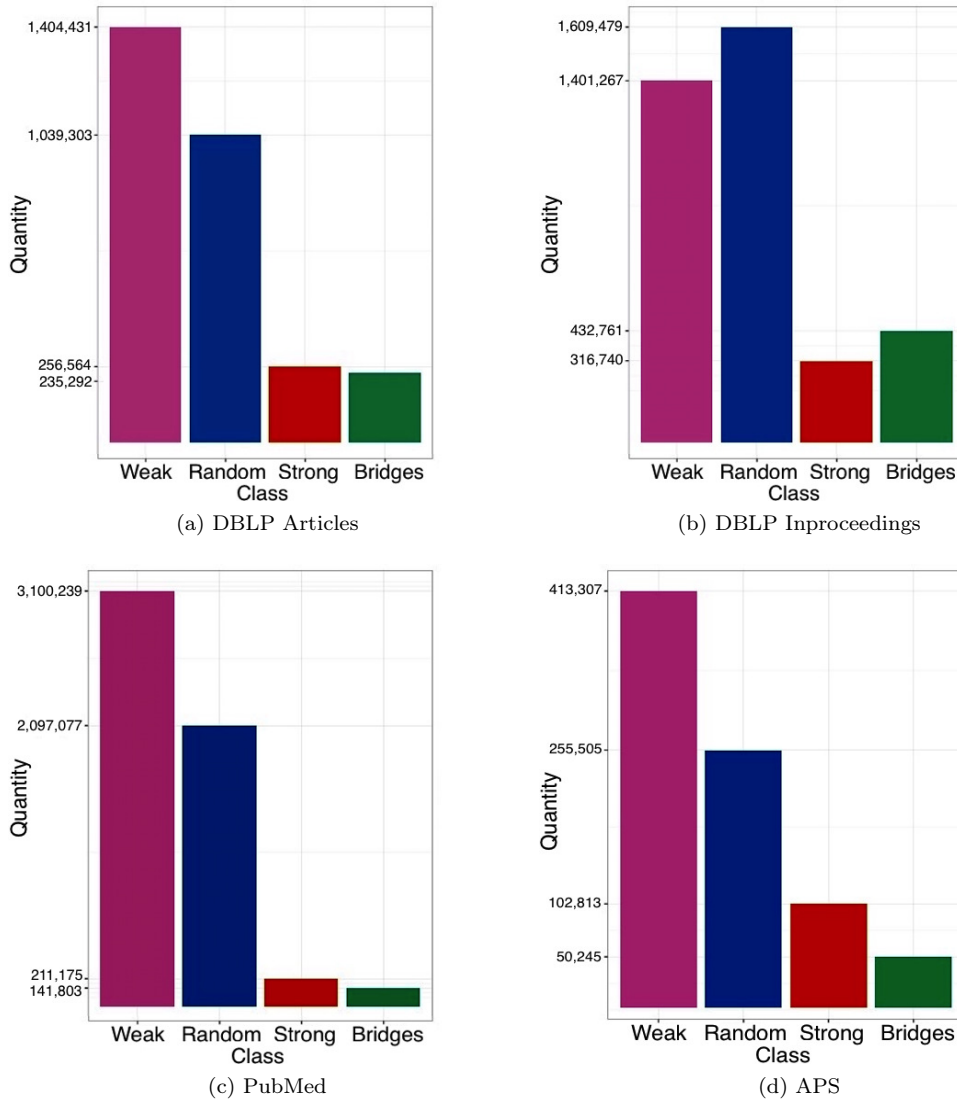 1,404,431
1,039,303
256,564
235,292
Quantity
Weak Random Strong Bridges
Class
(a) DBLP Articles
1,609,479
1,401,267
432,761
316,740
Quantity
Weak Random Strong Bridges
Class
(b) DBLP Inproceedings
3,100,239
2,097,077
211,175
141,803
Quantity
Weak Random Strong Bridges
Class
(c) PubMed
413,307
255,505
102,813
50,245
Quantity
Weak Random Strong Bridges
Class
(d) APS